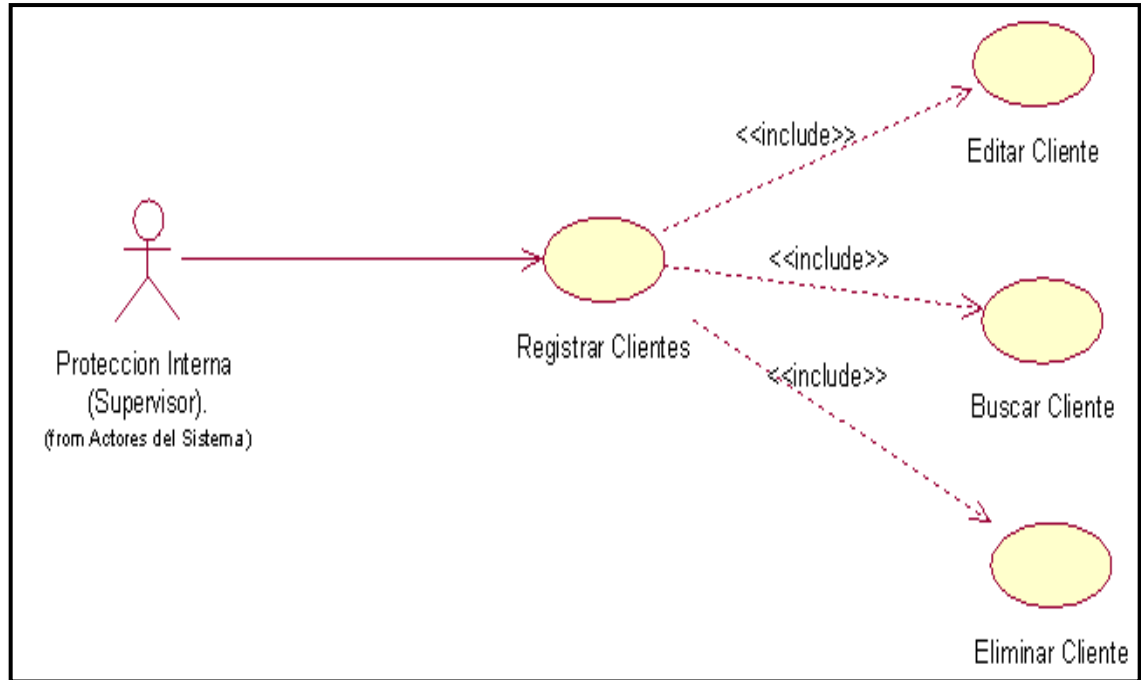 <<include>>
Editar Cliente
<<include>>
Registrar Clientes
Proteccion Interna
(Supervisor).
(from Actores del Sistema)
<<include>>
Buscar Cliente
Eliminar Cliente